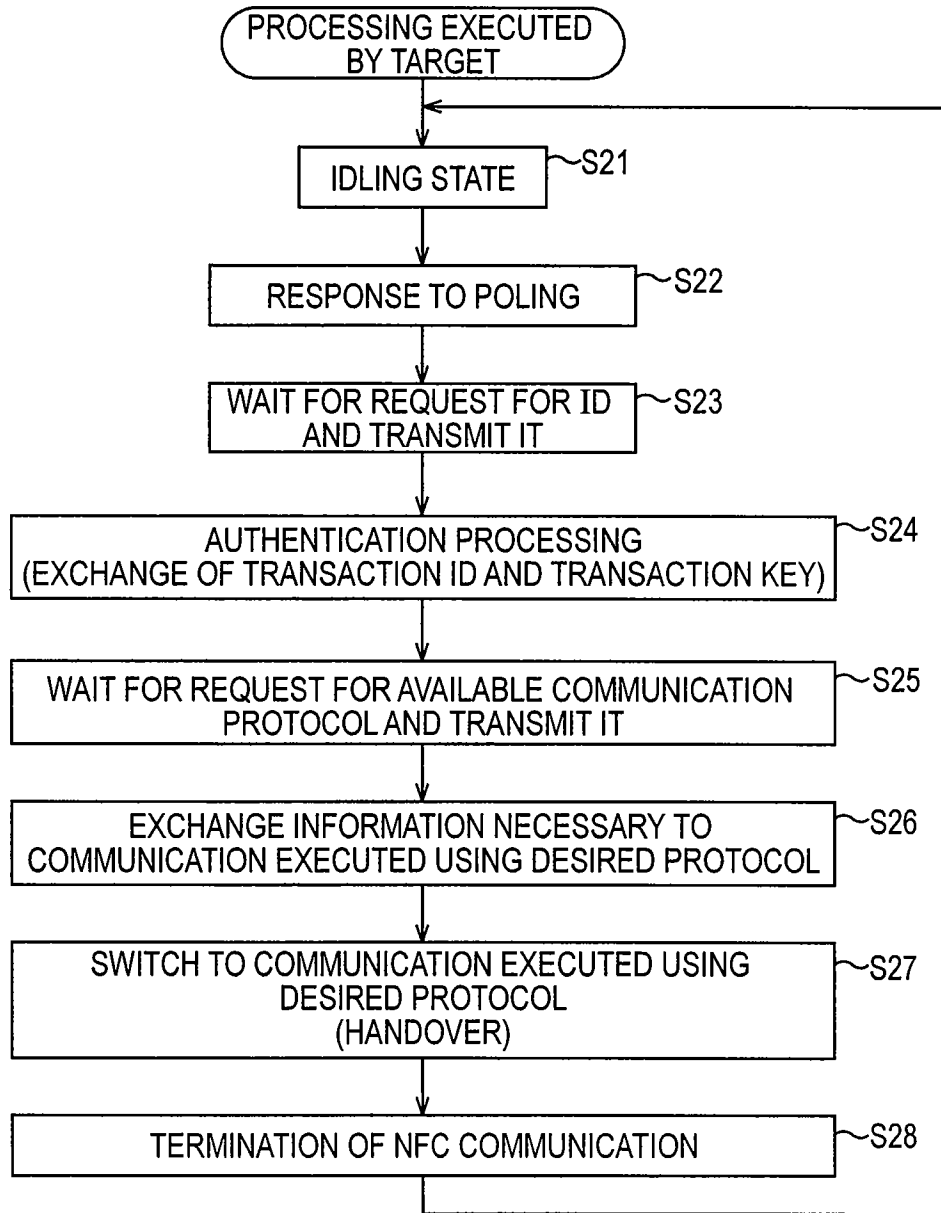 PROCESSING EXECUTED
BY TARGET
IDLING STATE
S21
RESPONSE TO POLING
S22
WAIT FOR REQUEST FOR ID
AND TRANSMIT IT
S23
AUTHENTICATION PROCESSING
(EXCHANGE OF TRANSACTION ID AND TRANSACTION KEY)
S24
WAIT FOR REQUEST FOR AVAILABLE COMMUNICATION
PROTOCOL AND TRANSMIT IT
S25
EXCHANGE INFORMATION NECESSARY TO
COMMUNICATION EXECUTED USING DESIRED PROTOCOL
S26
SWITCH TO COMMUNICATION EXECUTED USING
DESIRED PROTOCOL
(HANDOVER)
S27
TERMINATION OF NFC COMMUNICATION
S28